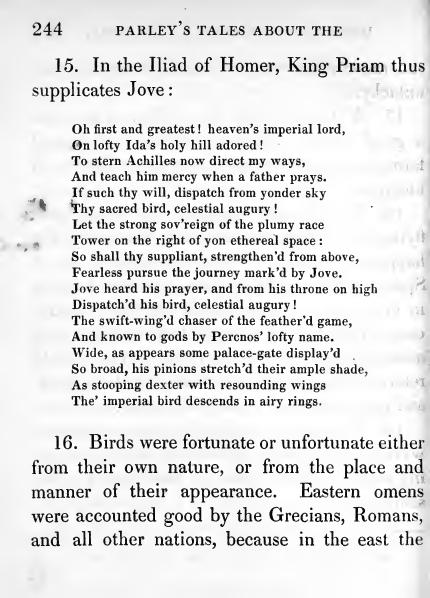 244 PARLEY'S TALES ABOUT THE
15. In the Iliad of Homer, King Priam thus
supplicates Jove:
Oh first and greatest! heaven's imperial lord,
On lofty Ida's holy hill adored!
To stern Achilles now direct my ways,
And teach him mercy when a father prays.
If such thy will, dispatch from yonder sky
Thy sacred bird, celestial augury!
Let the strong sov'reign of the plumy race
Tower on the right of yon ethereal space:
So shall thy suppliant, strengthen'd from above,
Fearless pursue the journey mark'd by Jove.
Jove heard his prayer, and from his throne on high
Dispatch'd his bird, celestial augury!
The swift-wing'd chaser of the feather'd game,
And known to gods by Percnos' lofty name.
Wide, as appears some palace-gate display'd
So broad, his pinions stretch'd their ample shade,
As stooping dexter with resounding wings
The' imperial bird descends in airy rings.
16. Birds were fortunate or unfortunate either
from their own nature, or from the place and
manner of their appearance. Eastern omens
were accounted good by the Grecians, Romans,
and all other nations, because in the east the